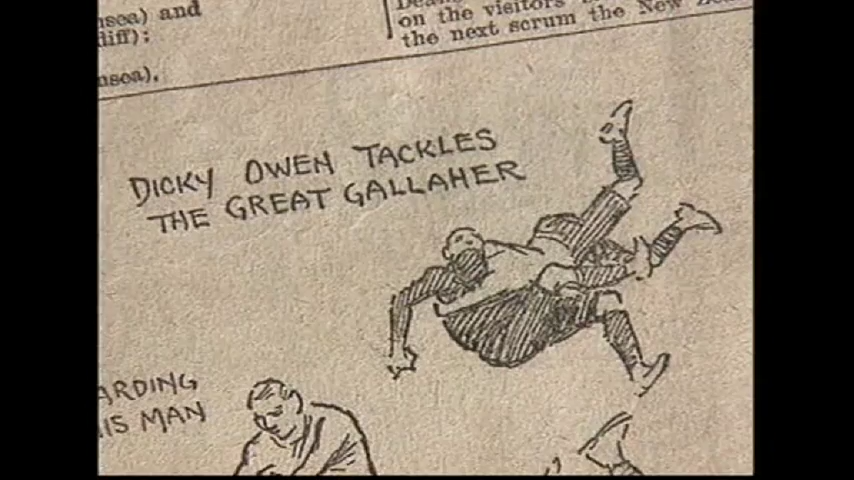 nsea) and
diff);
nsea),
on the visitors
the next scrum the New
DICKY OWEN TACKLES
THE GREAT GALLAHER
ARDING
IS MAN